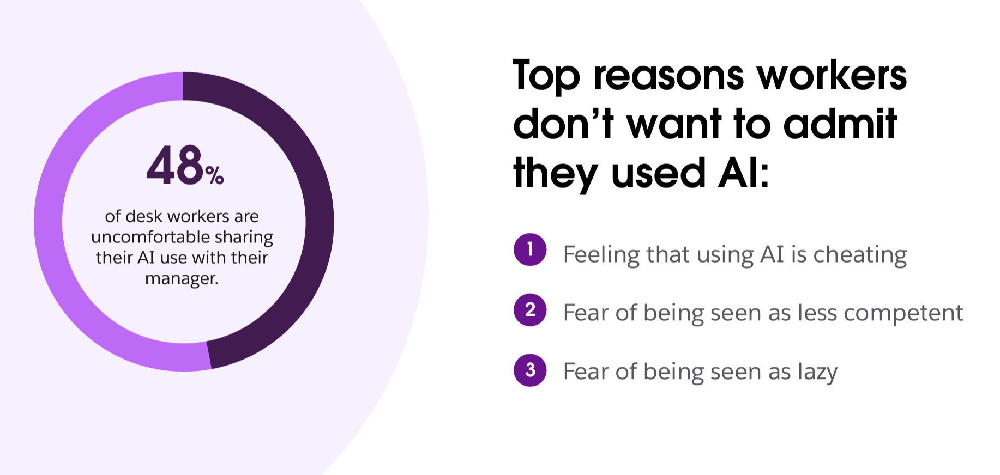 48%
of desk workers are
uncomfortable sharing
their AI use with their
manager.
Top reasons workers
don’t want to admit
they used AI:
1 Feeling that using AI is cheating
2 Fear of being seen as less competent
3 Fear of being seen as lazy